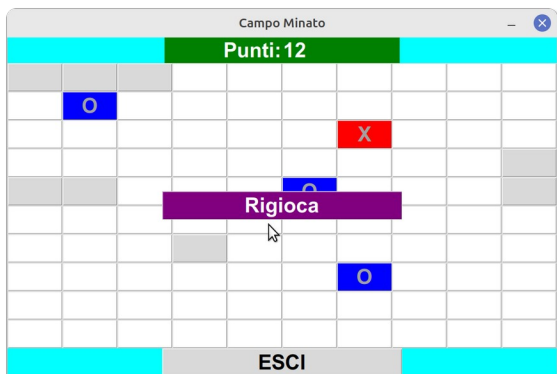 Campo Minato
Punti:12
O
X
O
Rigioca
O
ESCI